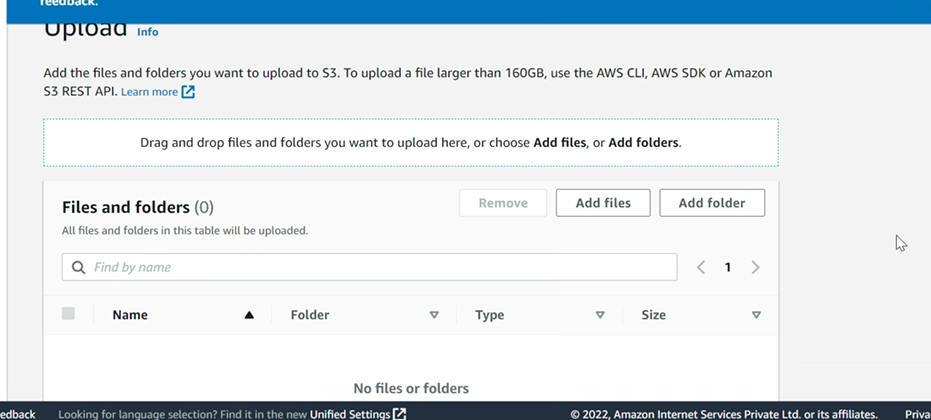 feedback.
Upload Info
Add the files and folders you want to upload to S3. To upload a file larger than 160GB, use the AWS CLI, AWS SDK or Amazon
S3 REST API. Learn more
Drag and drop files and folders you want to upload here, or choose Add files, or Add folders.
Files and folders (0)
Remove
Add files
Add folder
All files and folders in this table will be uploaded.
Find by name
1
Name
Folder
Type
Size
No files or folders
edback Looking for language selection? Find it in the new Unified Settings © 2022, Amazon Internet Services Private Ltd. or its affiliates. Priva